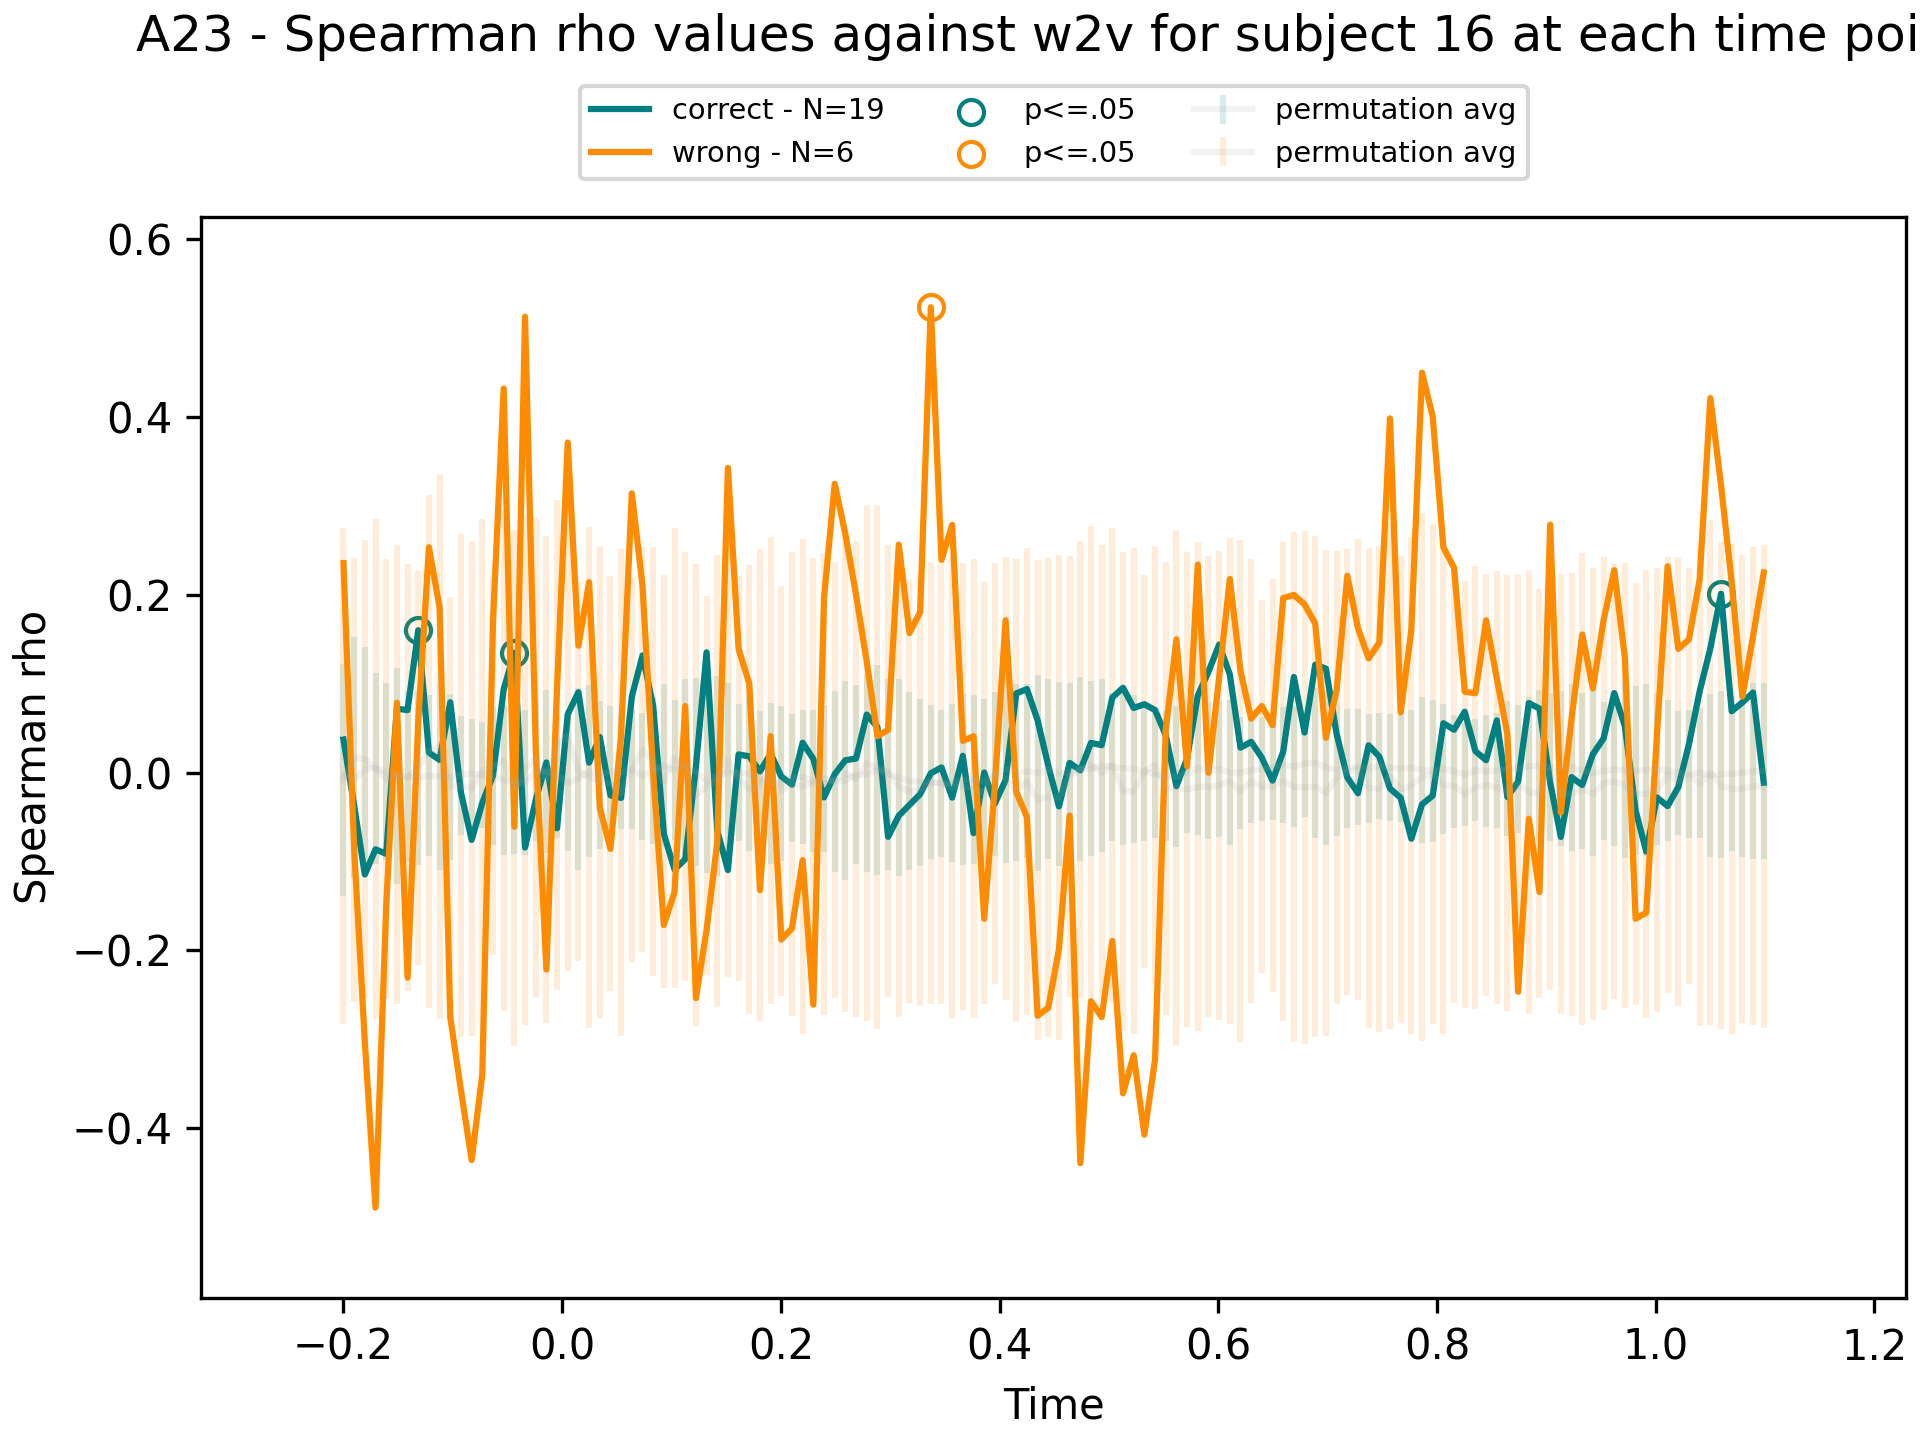 A23 - Spearman rho values against w2v for subject 16 at each time poi
correct - N=19 p<=.05 permutation avg
wrong - N=6 p<=.05 permutation avg
0.6
0.4
0.2
0.0
−0.2
−0.4
Spearman rho
−0.2 0.0 0.2 0.4 0.6 0.8 1.0 1.2
Time